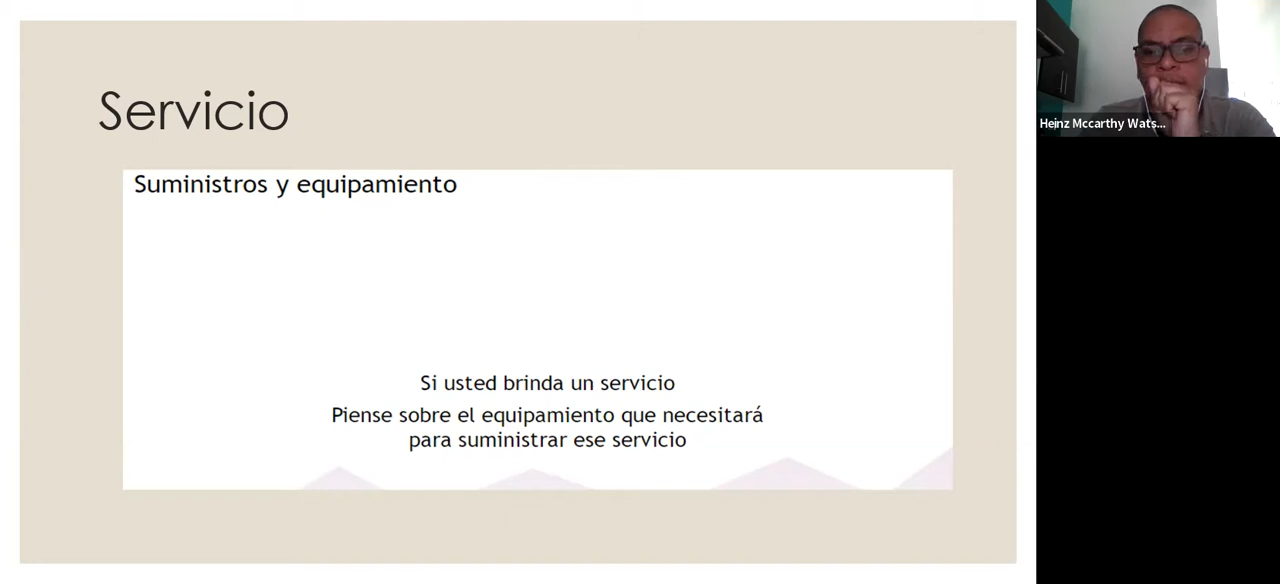 Servicio
Suministros y equipamiento
Si usted brinda un servicio
Piense sobre el equipamiento que necesitará
para suministrar ese servicio
Heinz Mccarthy Wats...